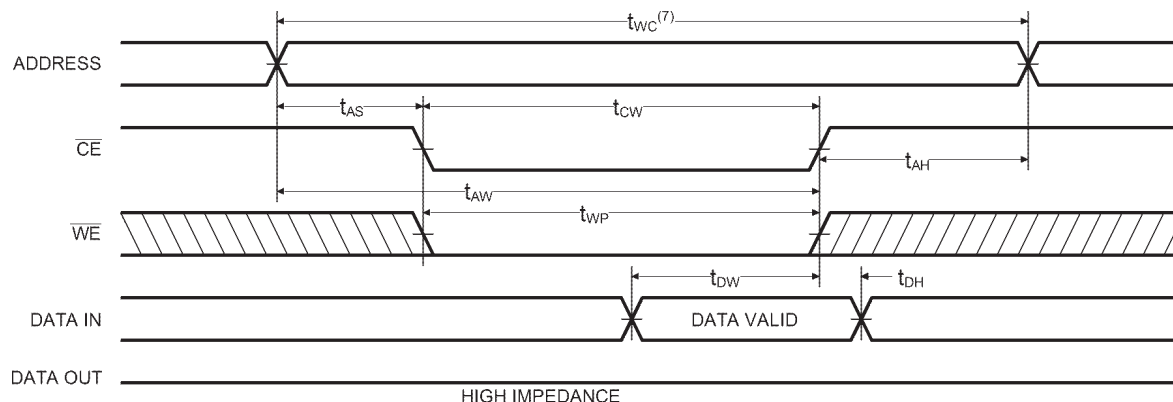 tWC(7)
ADDRESS
tAS
tCW
CE
tAH
tAW
tWP
WE
tDW
tDH
DATA IN
DATA VALID
DATA OUT
HIGH IMPEDANCE